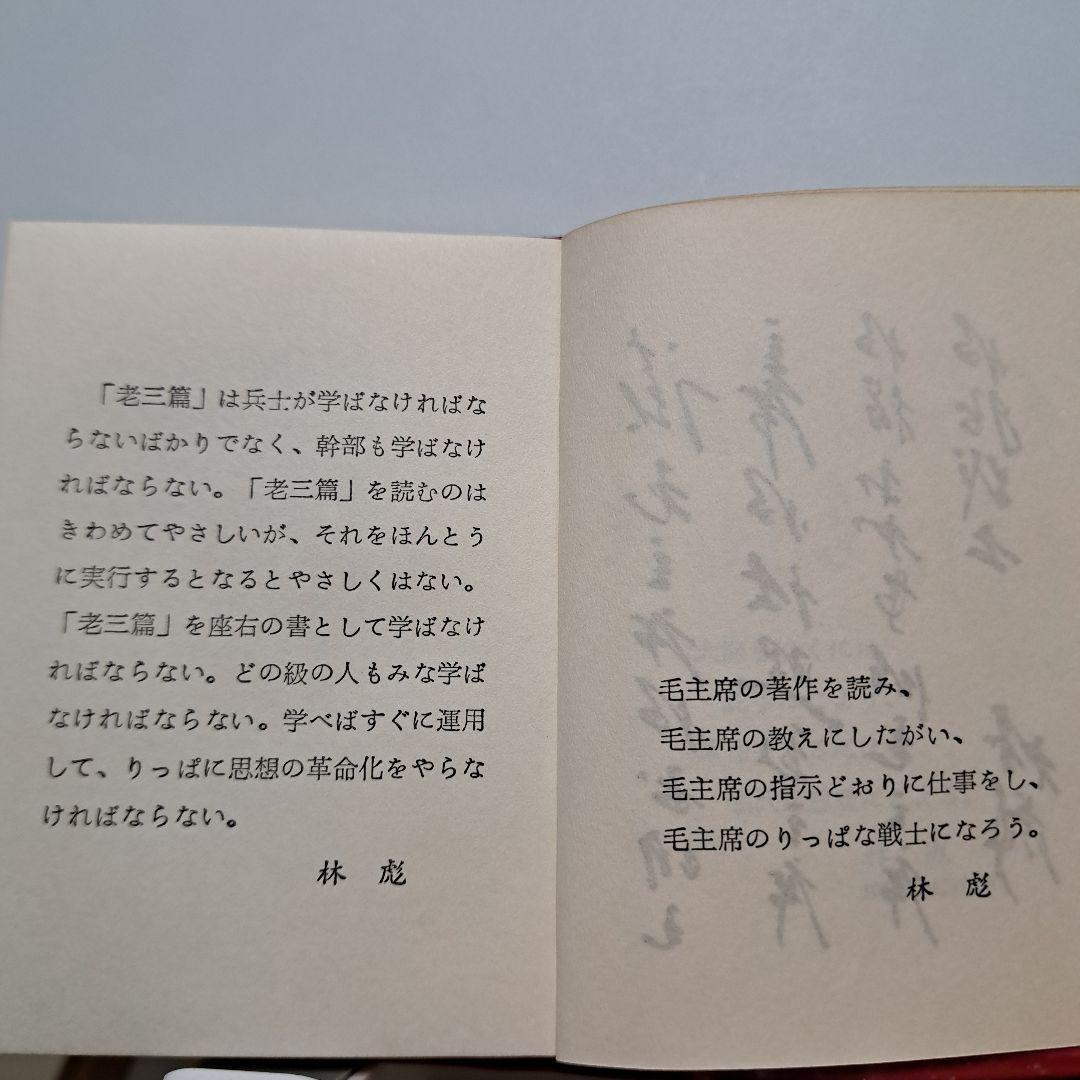 「老三篇」は兵士が学ばなければな
らないばかりでなく、幹部も学ばなけ
ればならない。「老三篇」を読むのは
きわめてやさしいが、それをほんとう
に実行するとなるとやさしくはない。
「老三篇」を座右の書として学ばなけ
ればならない。どの級の人もみな学ば
なければならない。学べばすぐに運用
して、りっぱに思想の革命化をやらな
ければならない。
林 彪
毛主席の著作を読み、
毛主席の教えにしたがい、
毛主席の指示どおりに仕事をし、
毛主席のりっぱな戦士になろう。
林 彪